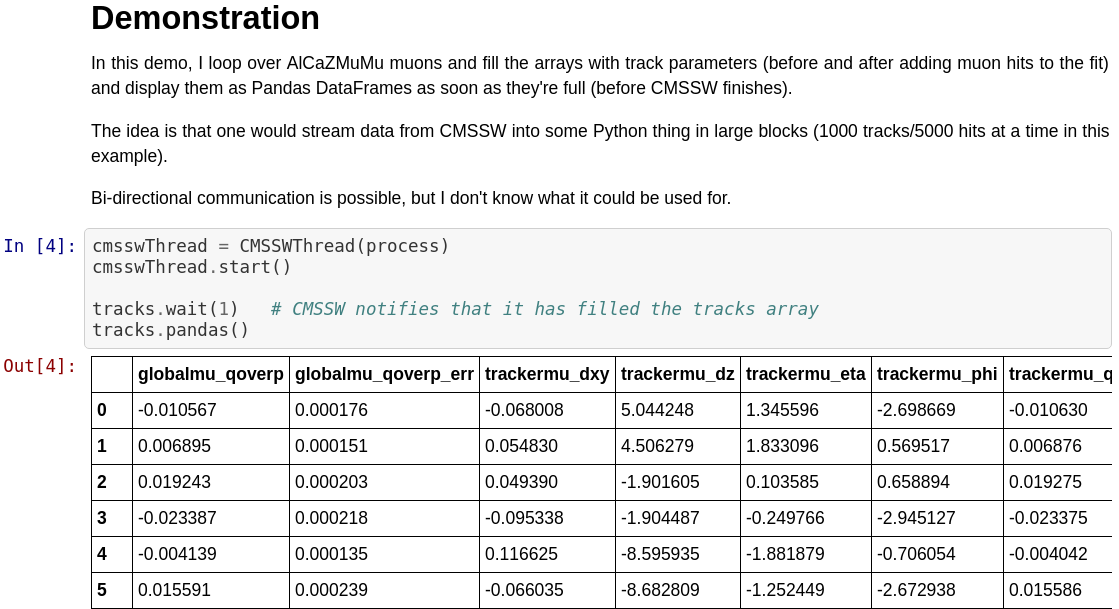 Demonstration
In this demo, I loop over AlCaZMuMu muons and fill the arrays with track parameters (before and after adding muon hits to the fit)
and display them as Pandas DataFrames as soon as they're full (before CMSSW finishes).
The idea is that one would stream data from CMSSW into some Python thing in large blocks (1000 tracks/5000 hits at a time in this
example).
Bi-directional communication is possible, but I don't know what it could be used for.
In [4]: cmsswThread = CMSSWThread(process)
cmsswThread.start()
tracks.wait(1)   # CMSSW notifies that it has filled the tracks array
tracks.pandas()
Out[4]:
globalmu_qoverp globalmu_qoverp_err trackermu_dxy trackermu_dz trackermu_eta trackermu_phi trackermu_q
0 -0.010567 0.000176 -0.068008 5.044248 1.345596 -2.698669 -0.010630
1 0.006895 0.000151 0.054830 4.506279 1.833096 0.569517 0.006876
2 0.019243 0.000203 0.049390 -1.901605 0.103585 0.658894 0.019275
3 -0.023387 0.000218 -0.095338 -1.904487 -0.249766 -2.945127 -0.023375
4 -0.004139 0.000135 0.116625 -8.595935 -1.881879 -0.706054 -0.004042
5 0.015591 0.000239 -0.066035 -8.682809 -1.252449 -2.672938 0.015586